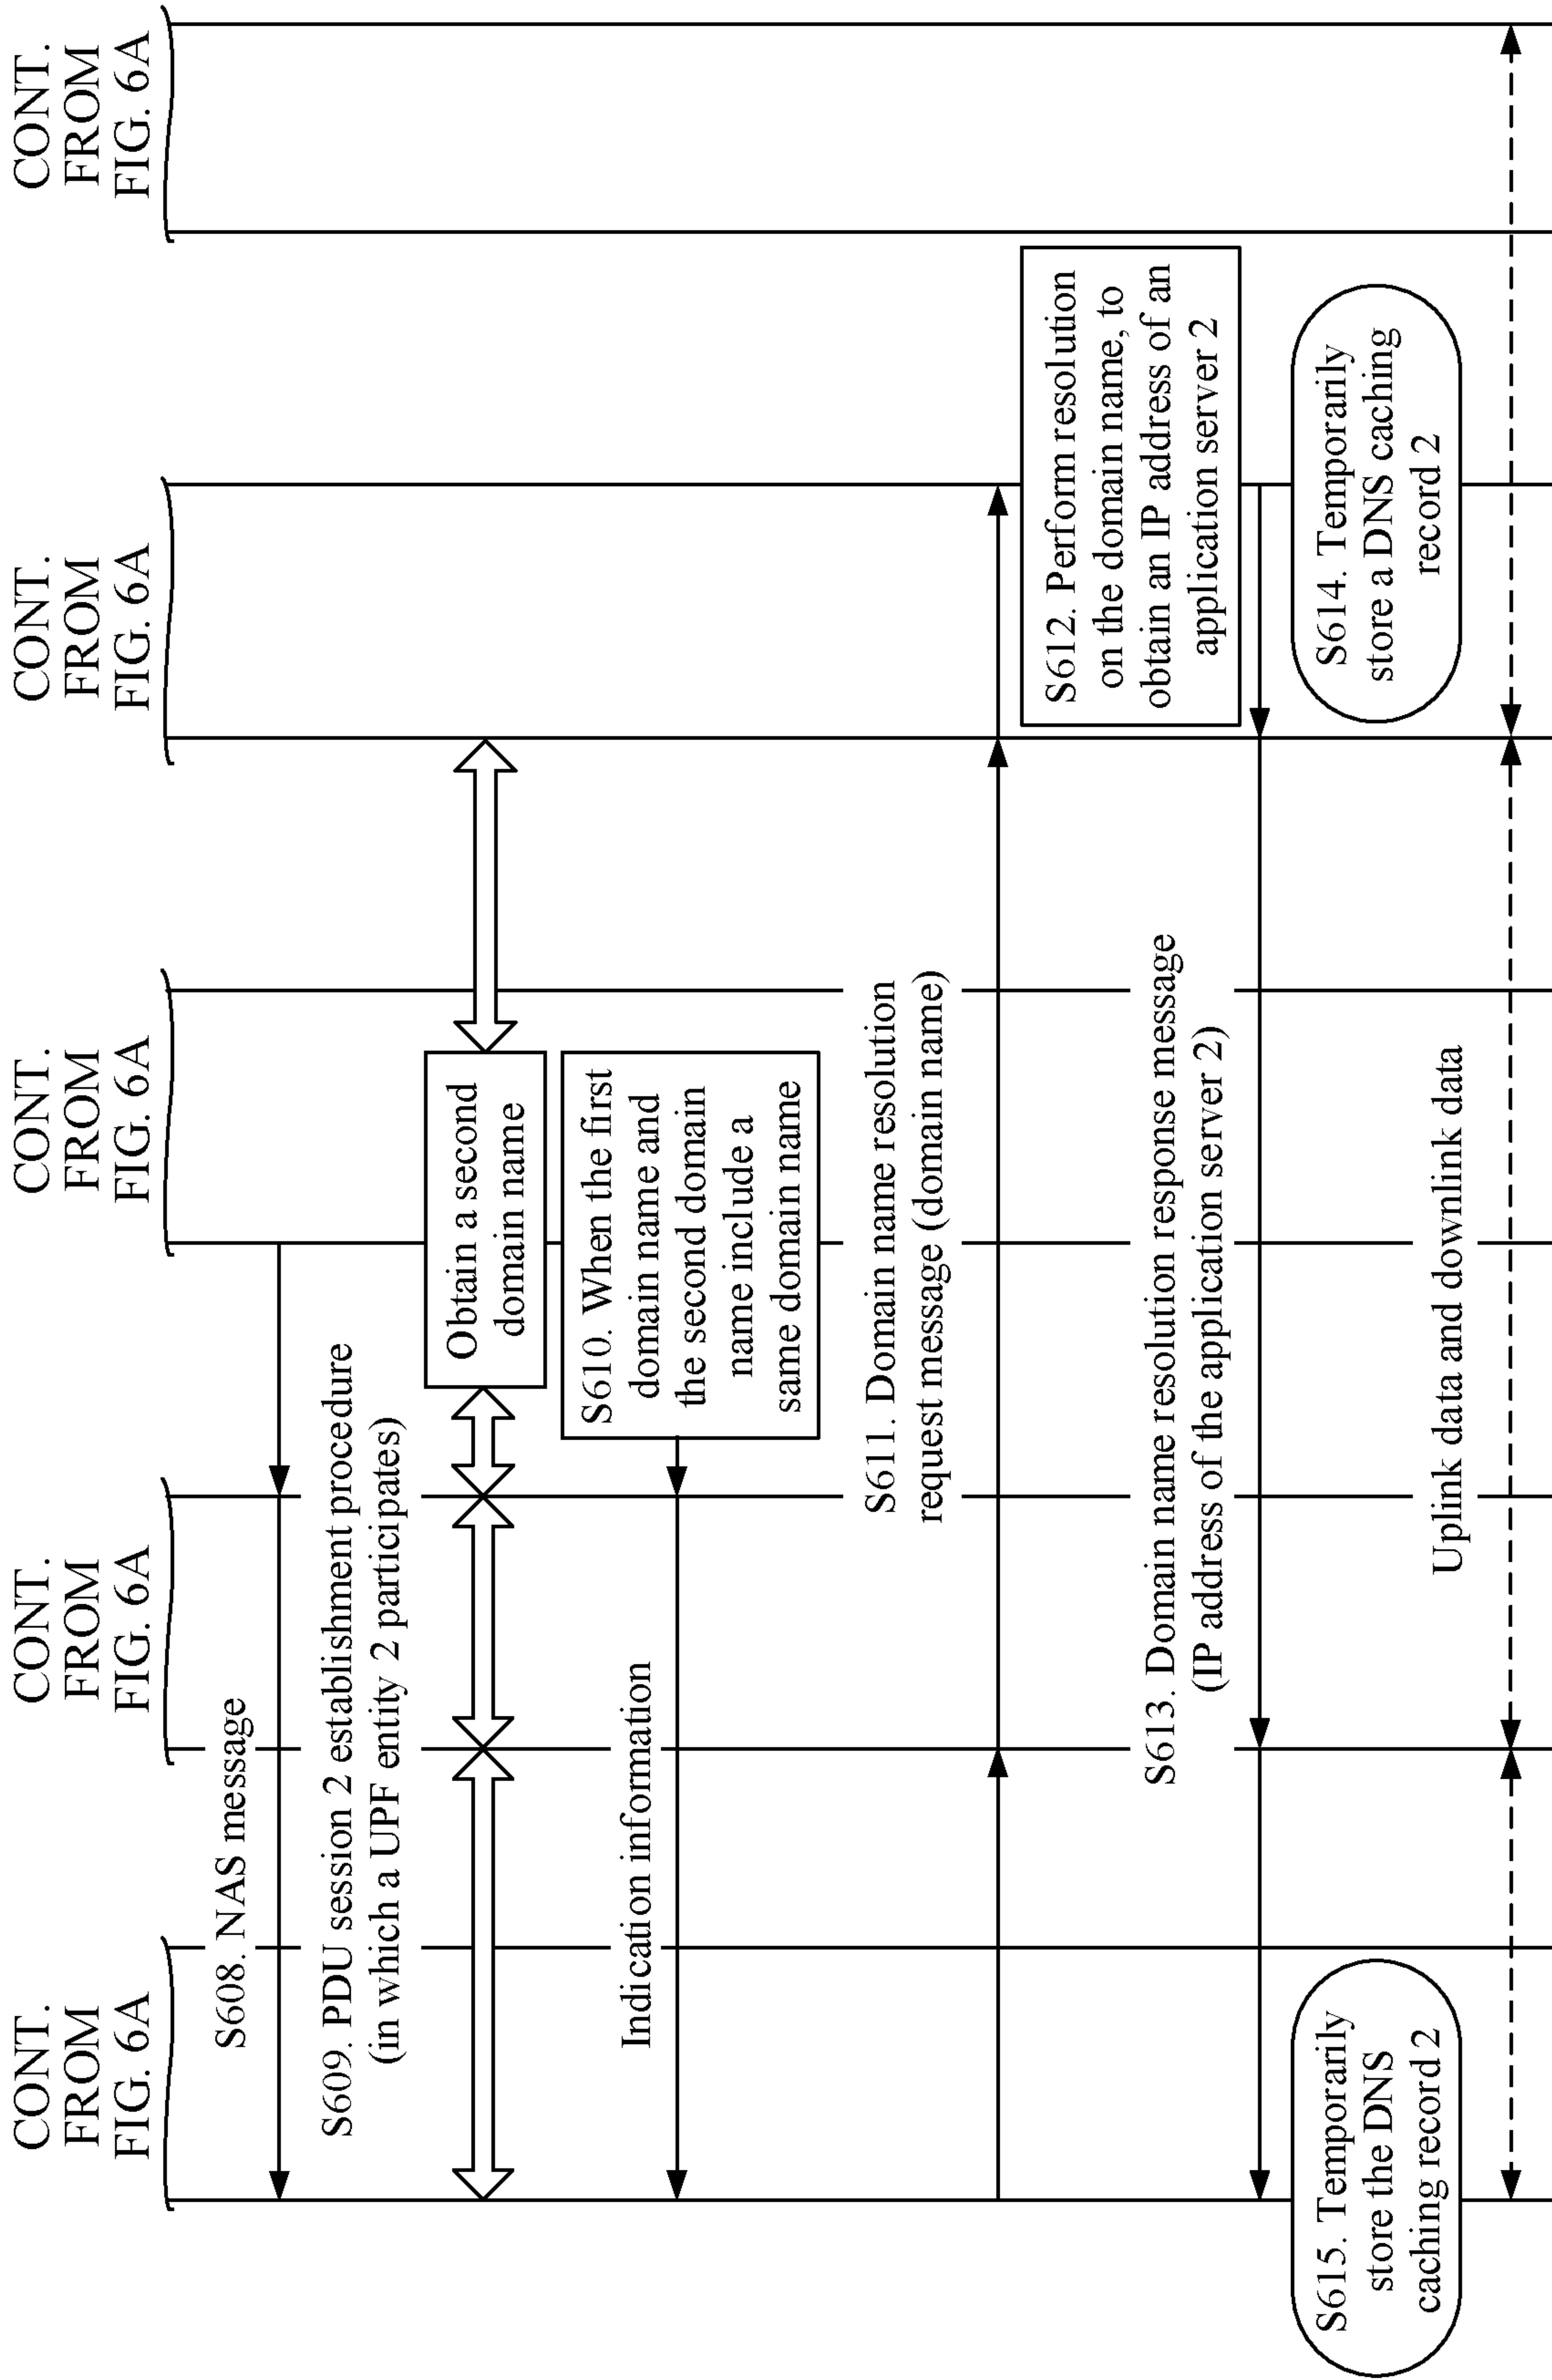 CONT.
FROM
FIG. 6A
CONT.
FROM
FIG. 6A
CONT.
FROM
FIG. 6A
CONT.
FROM
FIG. 6A
CONT.
FROM
FIG. 6A
S608. NAS message
S609. PDU session 2 establishment procedure
(in which a UPF entity 2 participates)
Obtain a second
domain name
S610. When the first
domain name and
the second domain
name include a
same domain name
Indication information
S611. Domain name resolution
request message (domain name)
S612. Perform resolution
on the domain name, to
obtain an IP address of an
application server 2
S613. Domain name resolution response message
(IP address of the application server 2)
S614. Temporarily
store a DNS caching
record 2
S615. Temporarily
store the DNS
caching record 2
Uplink data and downlink data